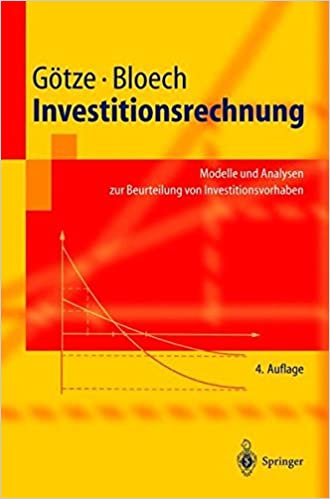 Götze · Bloech
Investitionsrechnung
Modelle und Analysen
zur Beurteilung von Investitionsvorhaben
4. Auflage
Springer